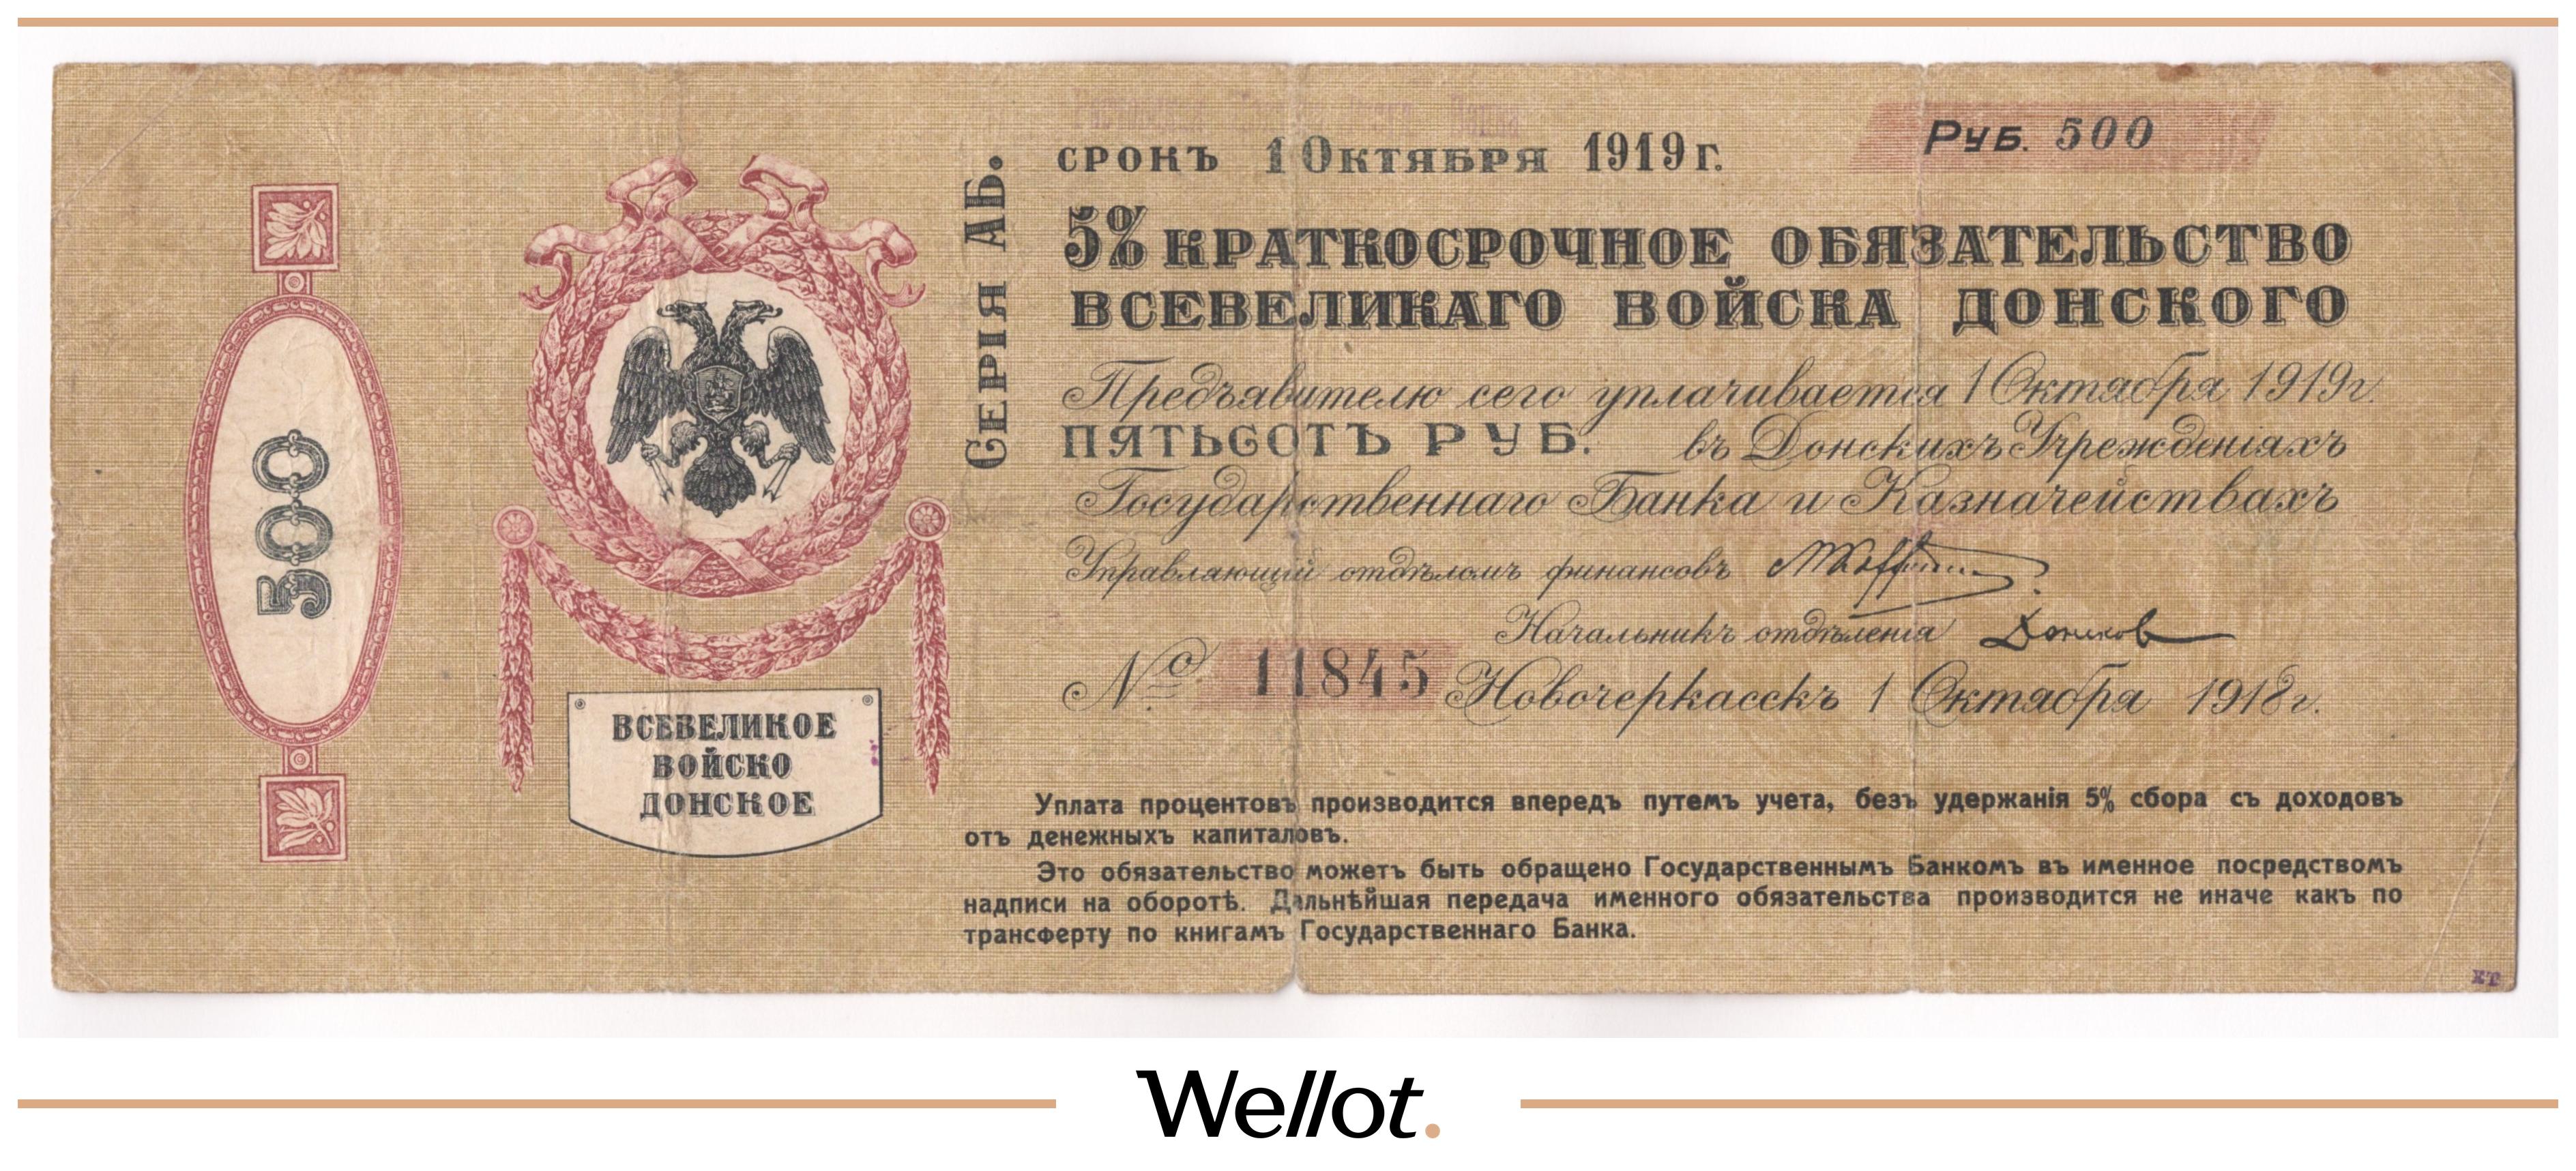 500
ВСЕВЕЛИКОЕ
ВОЙСКО
ДОНСКОЕ
СЕРІЯ АБ.
СРОКЪ 1 ОКТЯБРЯ 1919 г.
РУБ. 500
5% КРАТКОСРОЧНОЕ ОБЯЗАТЕЛЬСТВО
ВСЕВЕЛИКАГО ВОЙСКА ДОНСКОГО
Предъявителю сего уплачивается 1 Октября 1919 г.
ПЯТЬСОТЪ РУБ. въ Донскихъ Учрежденіяхъ
Государственнаго Банка и Казначействахъ
Управляющій отдѣломъ финансовъ
Начальникъ отдѣленія
№ 11845 Новочеркасскъ 1 Октября 1918 г.
Уплата процентовъ производится впередъ путемъ учета, безъ удержанія 5% сбора съ доходовъ
отъ денежныхъ капиталовъ.
Это обязательство можетъ быть обращено Государственнымъ Банкомъ въ именное посредствомъ
надписи на оборотѣ. Дальнѣйшая передача именного обязательства производится не иначе какъ по
трансферту по книгамъ Государственнаго Банка.
КТ
Wellot.